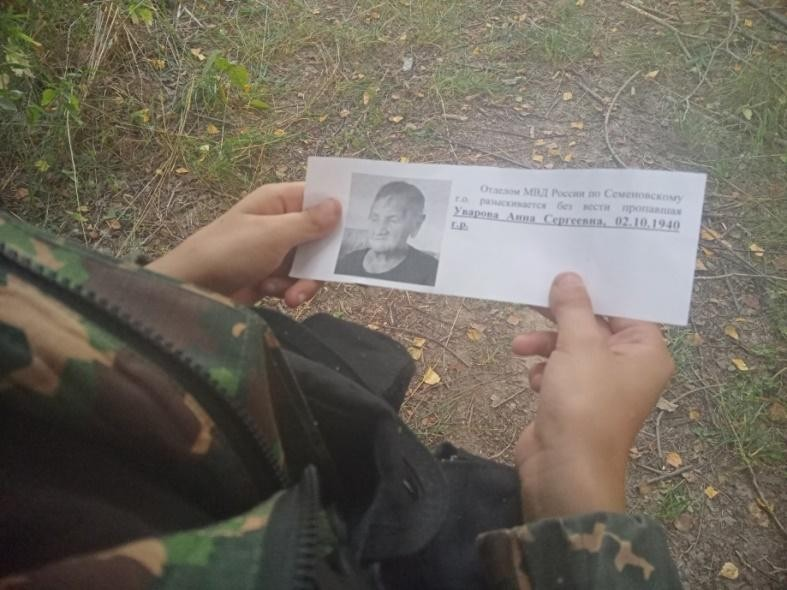 Отделом МВД России по Семеновскому
г.о. разыскивается без вести пропавшая
Уварова Анна Сергеевна, 02.10.1940
г.р.